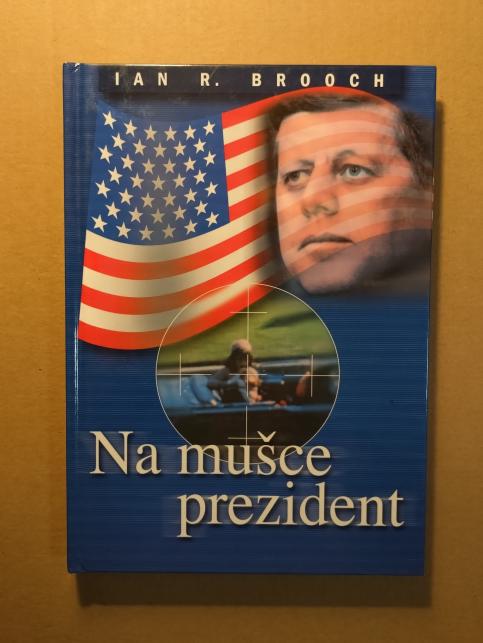 IAN R. BROOCH
Na mušce
prezident